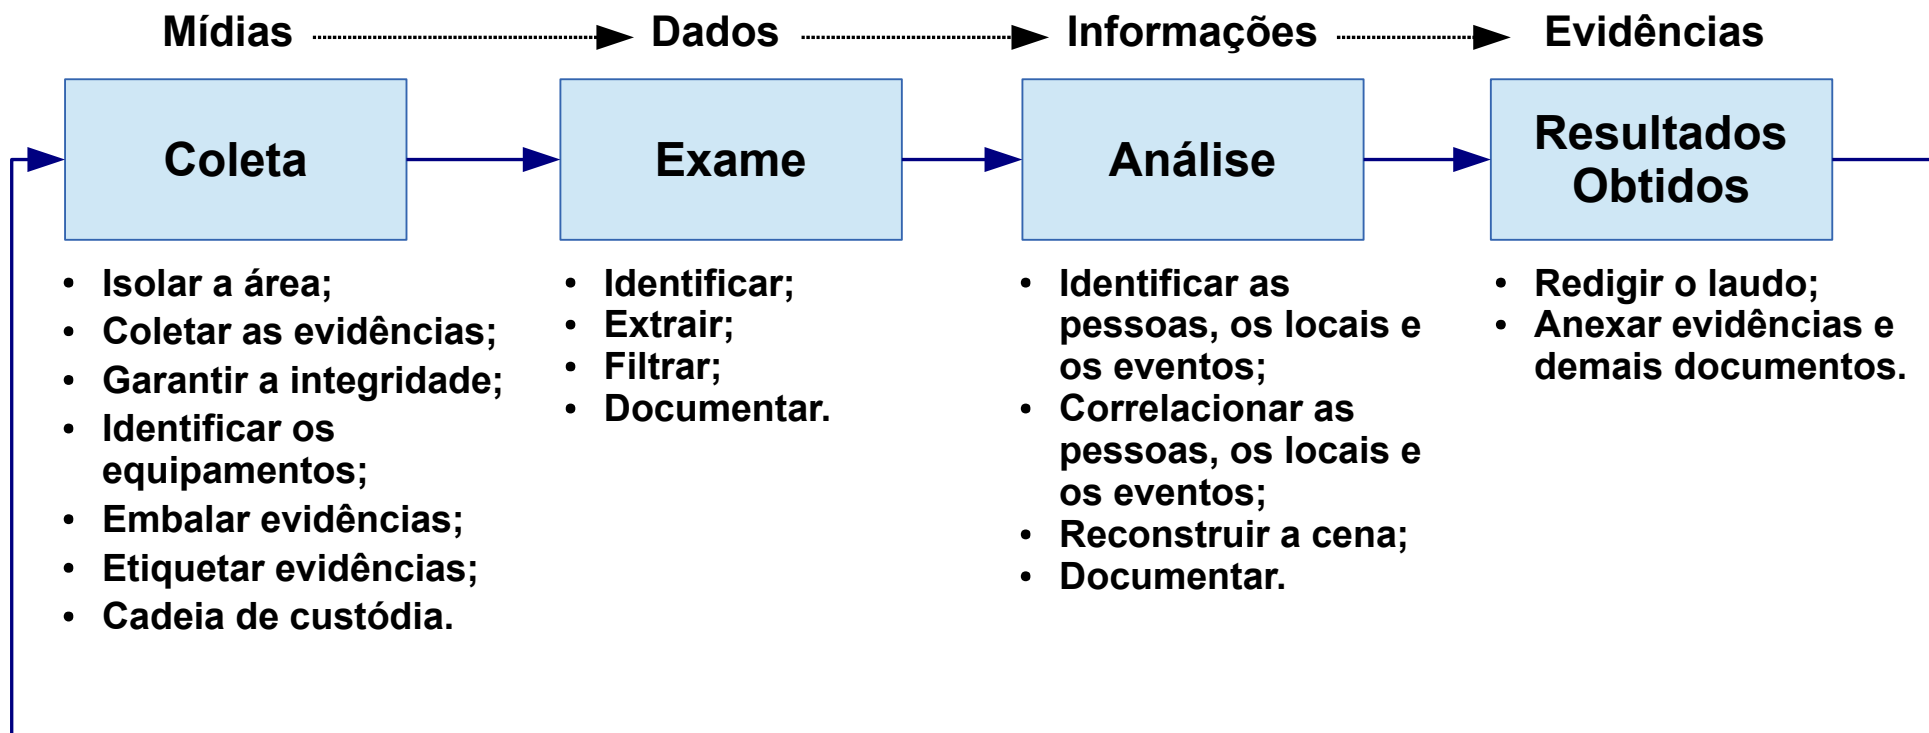 Mídias
Dados
Informações
Evidências
Coleta
Exame
Análise
Resultados
Obtidos
• Isolar a área;
• Coletar as evidências;
• Garantir a integridade;
• Identificar os
equipamentos;
• Embalar evidências;
• Etiquetar evidências;
• Cadeia de custódia.
• Identificar;
• Extrair;
• Filtrar;
• Documentar.
• Identificar as
pessoas, os locais e
os eventos;
• Correlacionar as
pessoas, os locais e
os eventos;
• Reconstruir a cena;
• Documentar.
• Redigir o laudo;
• Anexar evidências e
demais documentos.